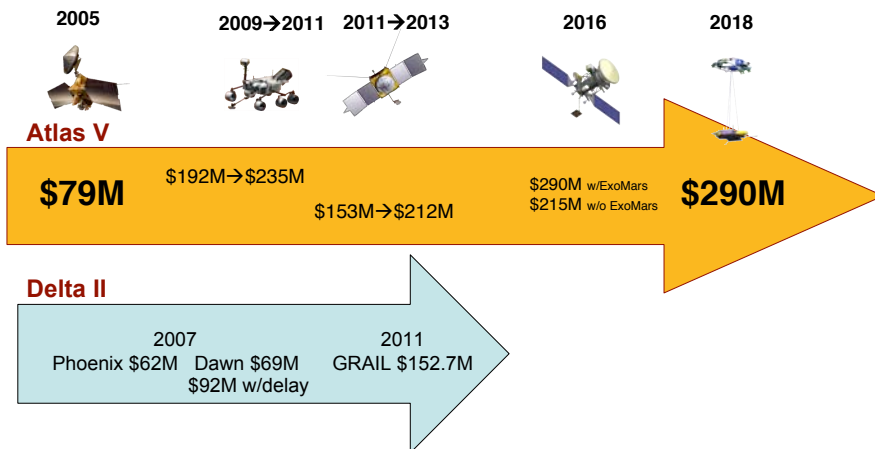 2005 2009→2011 2011→2013 2016 2018
Atlas V
$79M $192M→$235M $153M→$212M $290M w/ExoMars $290M
$215M w/o ExoMars
Delta II
2007 2011
Phoenix $62M Dawn $69M GRAIL $152.7M
$92M w/delay